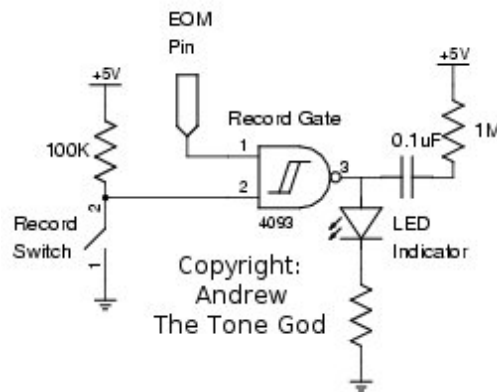 EOM
Pin
+5V
+5V
Record Gate
100K
1
2
3
0.1uF
1M
2
Record
Switch
1
4093
LED
Indicator
Copyright:
Andrew
The Tone God